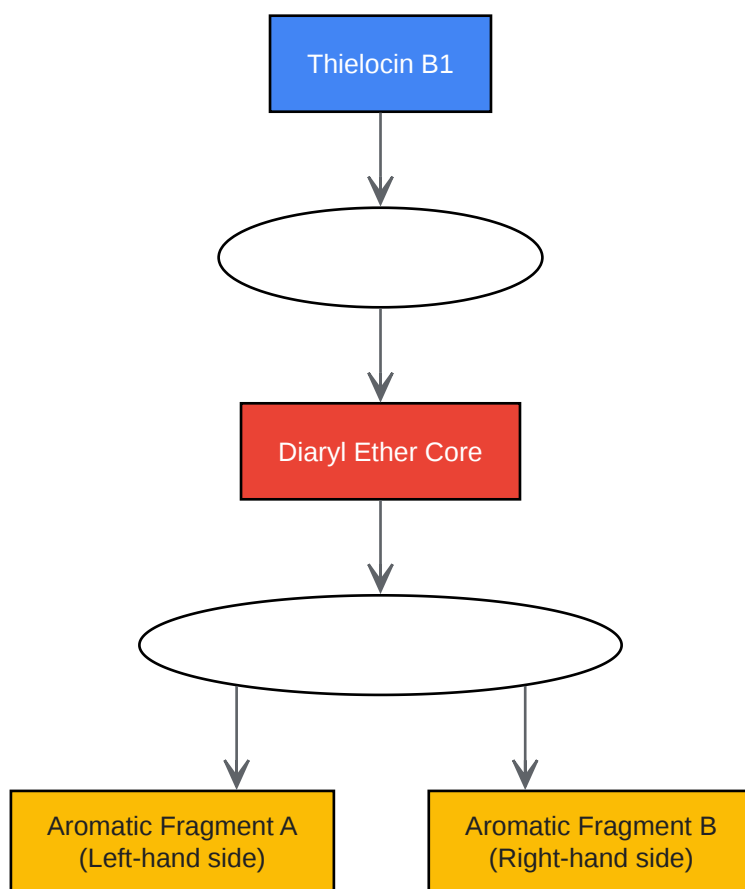 Thielocin B1
Diaryl Ether Core
Aromatic Fragment A
(Left-hand side)
Aromatic Fragment B
(Right-hand side)